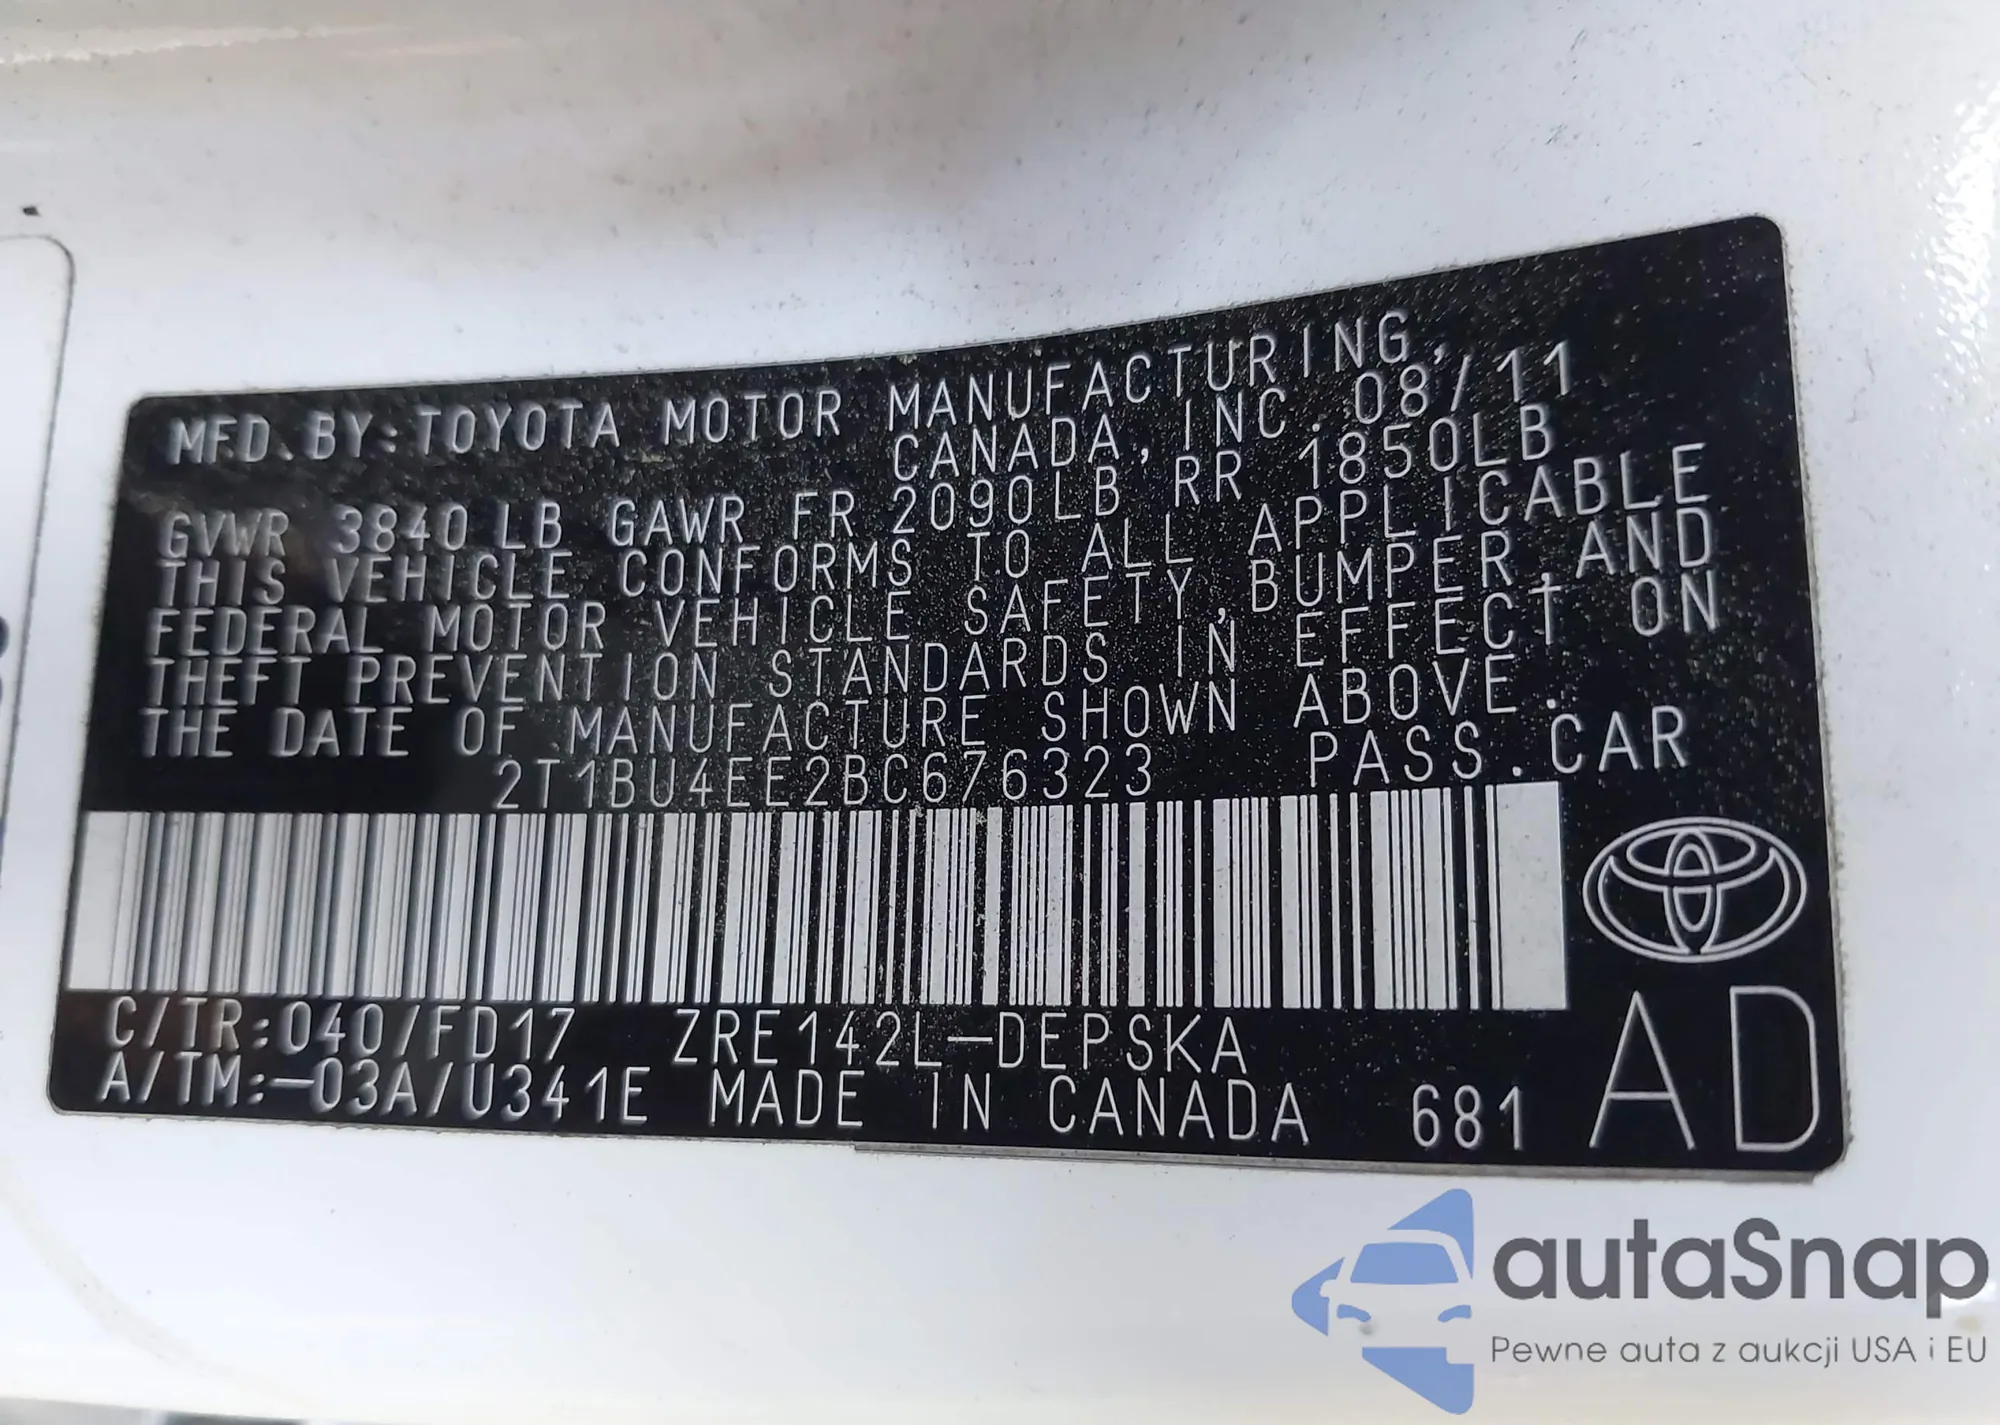 MFD. BY: TOYOTA MOTOR MANUFACTURING,
CANADA, INC. 08/11
GVWR 3840 LB GAWR FR 2090LB RR 1850LB
THIS VEHICLE CONFORMS TO ALL APPLICABLE
FEDERAL MOTOR VEHICLE SAFETY, BUMPER, AND
THEFT PREVENTION STANDARDS IN EFFECT ON
THE DATE OF MANUFACTURE SHOWN ABOVE.
2T1BU4EE2BC676323 PASS. CAR
C/TR:040/FD17 ZRE142L-DEPSKA
A/TM:-03A/U341E MADE IN CANADA 681
AD
autaSnap
Pewne auta z aukcji USA i EU